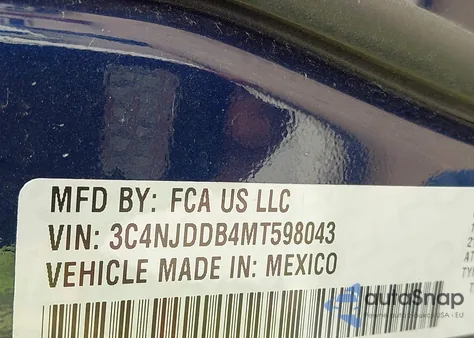 MFD BY: FCA US LLC
VIN: 3C4NJDDB4MT598043
VEHICLE MADE IN: MEXICO
autoSnap